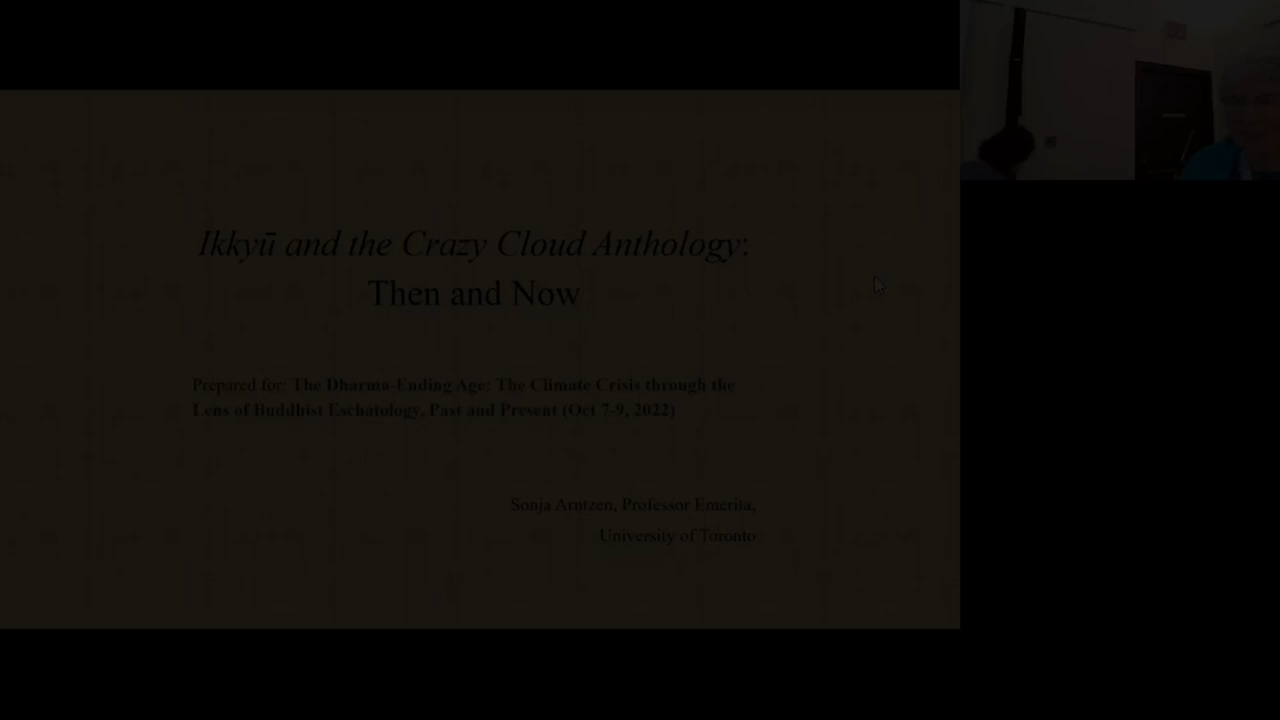 Ikkyū and the Crazy Cloud Anthology:
Then and Now
Prepared for: The Dharma-Ending Age: The Climate Crisis through the
Lens of Buddhist Eschatology, Past and Present (Oct 7-9, 2022)
Sonja Arntzen, Professor Emerita,
University of Toronto